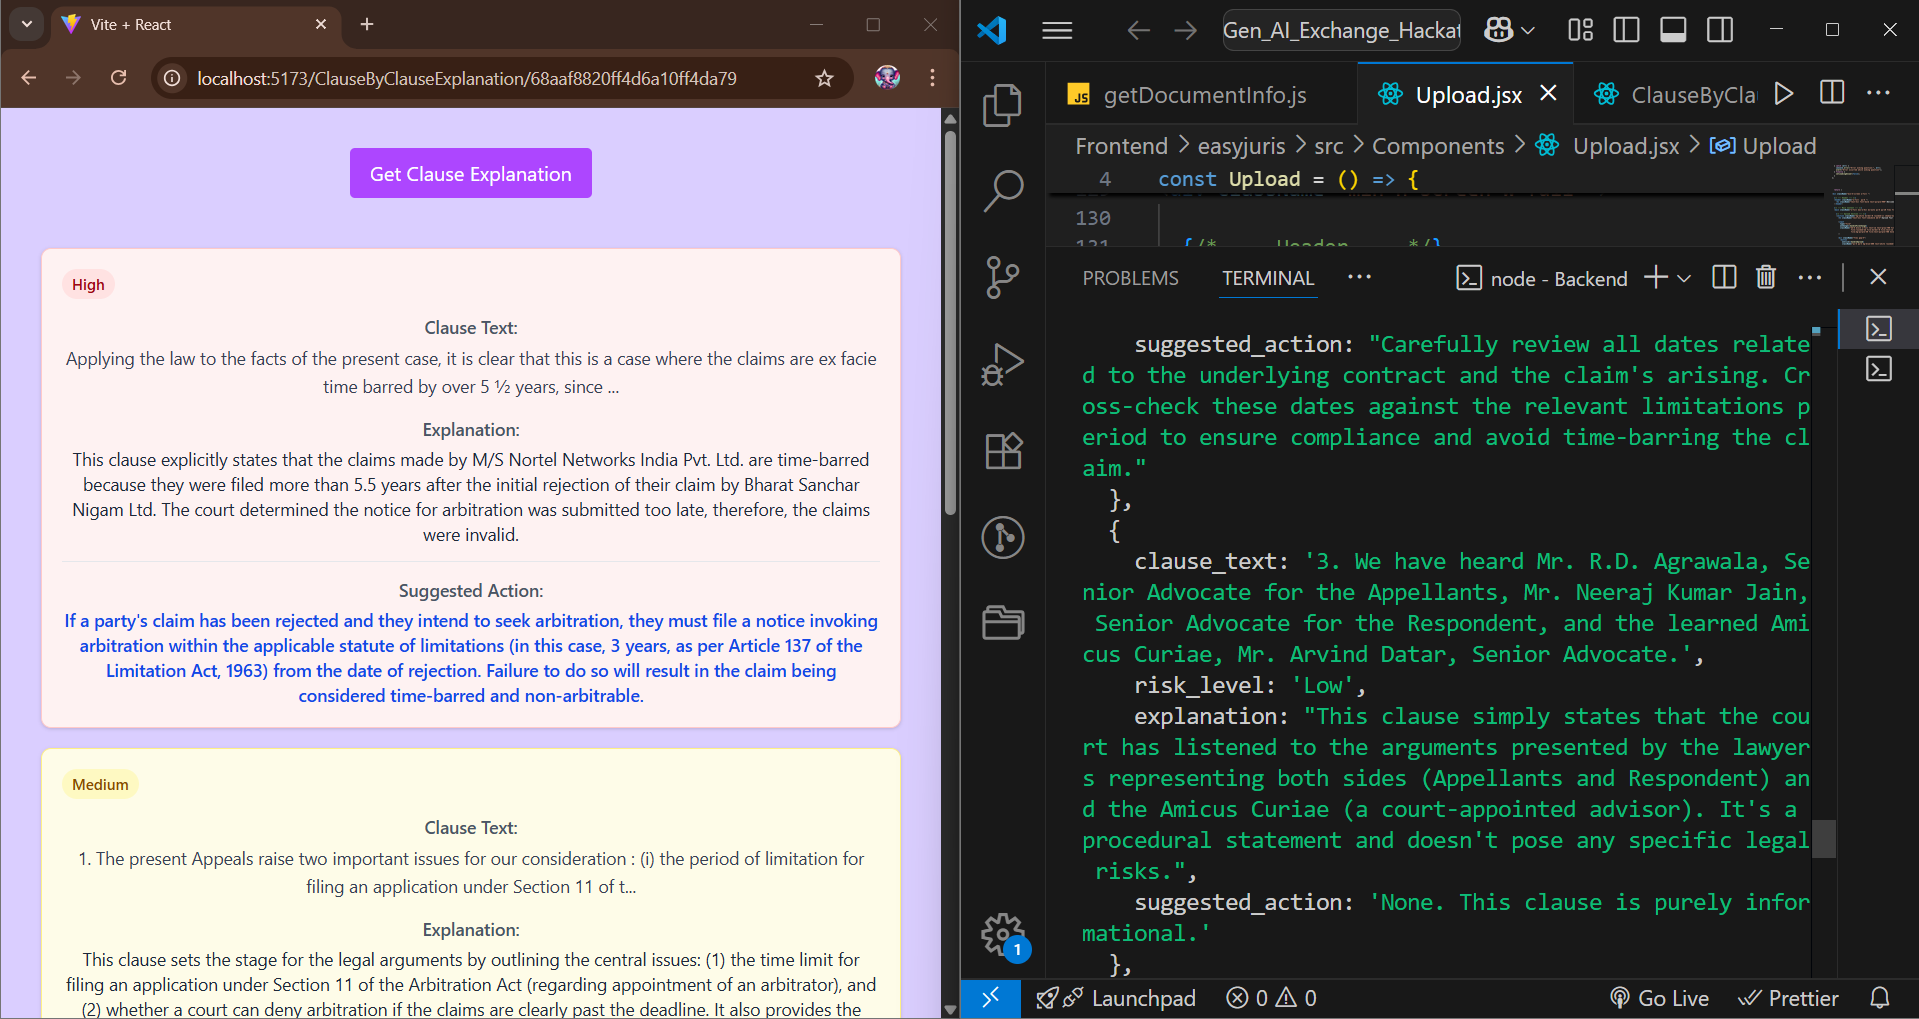 Vite + React
localhost:5173/ClauseByClauseExplanation/68aaf8820ff4d6a10ff4da79
Get Clause Explanation
High
Clause Text:
Applying the law to the facts of the present case, it is clear that this is a case where the claims are ex facie
time barred by over 5 ½ years, since ...
Explanation:
This clause explicitly states that the claims made by M/S Nortel Networks India Pvt. Ltd. are time-barred
because they were filed more than 5.5 years after the initial rejection of their claim by Bharat Sanchar
Nigam Ltd. The court determined the notice for arbitration was submitted too late, therefore, the claims
were invalid.
Suggested Action:
If a party's claim has been rejected and they intend to seek arbitration, they must file a notice invoking
arbitration within the applicable statute of limitations (in this case, 3 years, as per Article 137 of the
Limitation Act, 1963) from the date of rejection. Failure to do so will result in the claim being
considered time-barred and non-arbitrable.
Medium
Clause Text:
1. The present Appeals raise two important issues for our consideration : (i) the period of limitation for
filing an application under Section 11 of t...
Explanation:
This clause sets the stage for the legal arguments by outlining the central issues: (1) the time limit for
filing an application under Section 11 of the Arbitration Act (regarding appointment of an arbitrator), and
(2) whether a court can deny arbitration if the claims are clearly past the deadline. It also provides the
Gen_AI_Exchange_Hackat
JS getDocumentInfo.js
Upload.jsx
ClauseByCla
Frontend > easyjuris > src > Components > Upload.jsx > Upload
4 const Upload = () => {
130
131 {/* Header */}
PROBLEMS TERMINAL ... node - Backend
suggested_action: "Carefully review all dates relate
d to the underlying contract and the claim's arising. Cr
oss-check these dates against the relevant limitations p
eriod to ensure compliance and avoid time-barring the cl
aim."
},
{
clause_text: '3. We have heard Mr. R.D. Agrawala, Se
nior Advocate for the Appellants, Mr. Neeraj Kumar Jain,
Senior Advocate for the Respondent, and the learned Ami
cus Curiae, Mr. Arvind Datar, Senior Advocate.',
risk_level: 'Low',
explanation: "This clause simply states that the cou
rt has listened to the arguments presented by the lawyer
s representing both sides (Appellants and Respondent) an
d the Amicus Curiae (a court-appointed advisor). It's a
procedural statement and doesn't pose any specific legal
risks.",
suggested_action: 'None. This clause is purely infor
mational.'
},
1
Launchpad 0 0 Go Live Prettier